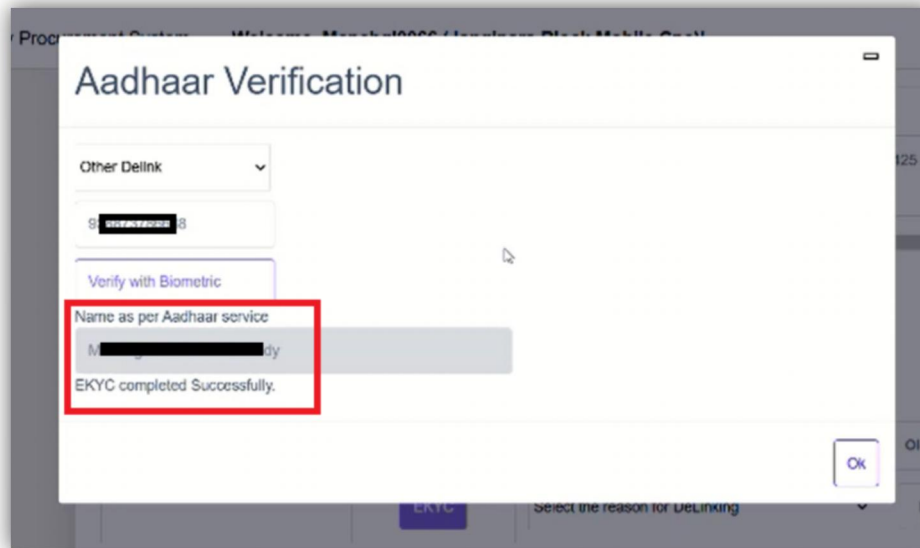 Procurement System
Aadhaar Verification
Other Delink
Verify with Biometric
Name as per Aadhaar service
EKYC completed Successfully.
Ok
EKYC Select the reason for DeLinking